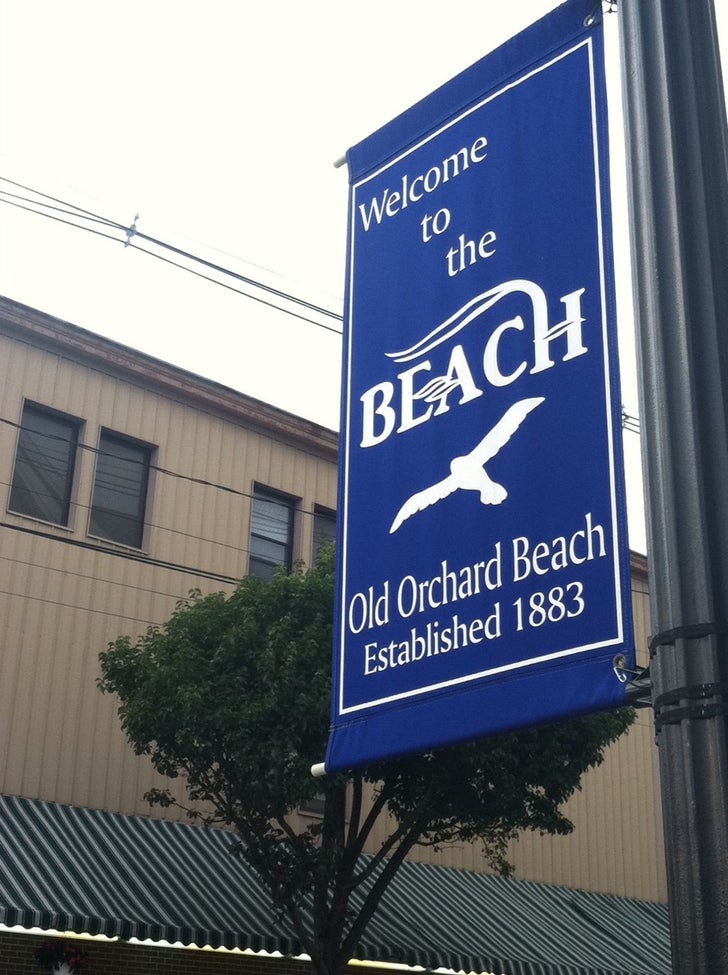 Welcome
to
the
BEACH
Old Orchard Beach
Established 1883